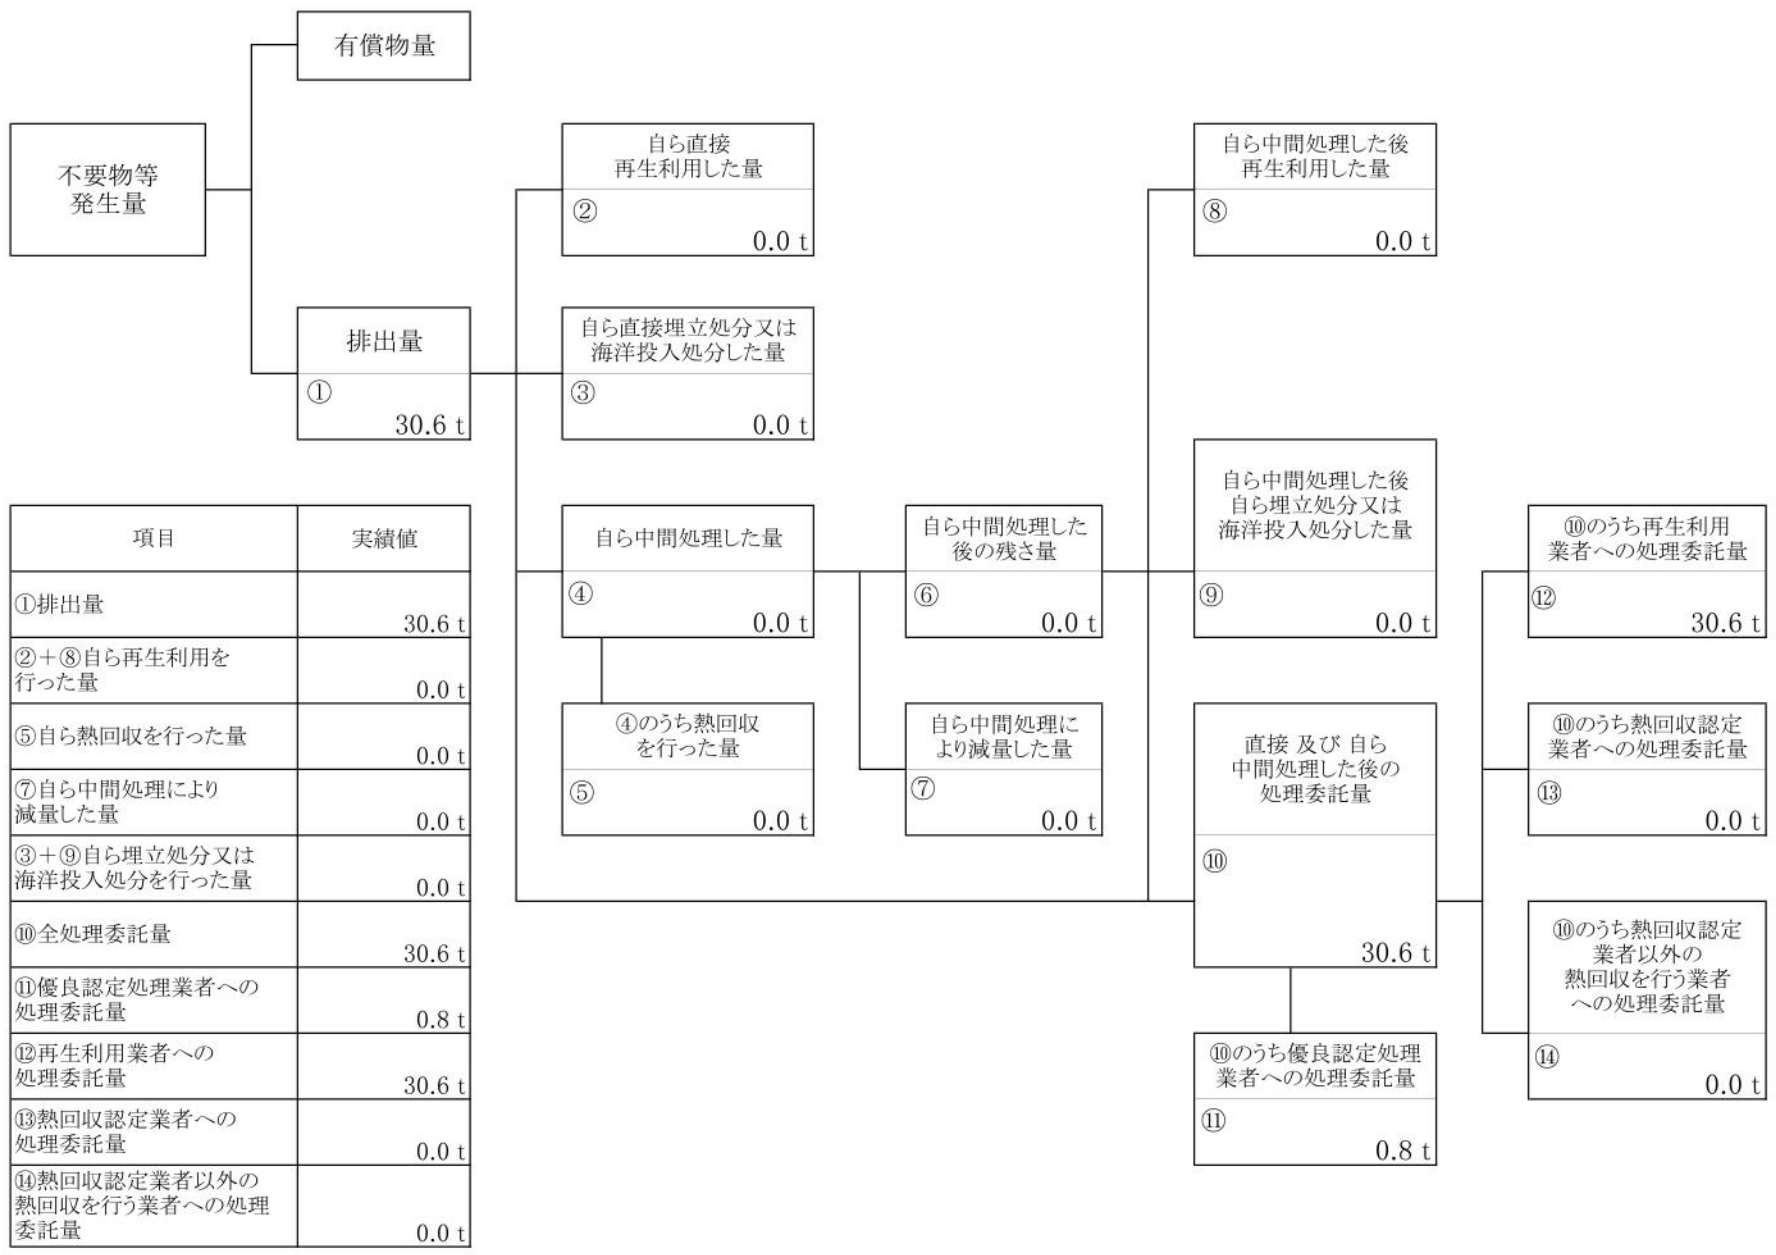 有償物量
不要物等
発生量
自ら直接
再生利用した量
②
0.0 t
自ら中間処理した後
再生利用した量
⑧
0.0 t
排出量
①
30.6 t
自ら直接埋立処分又は
海洋投入処分した量
③
0.0 t
自ら中間処理した量
④
0.0 t
自ら中間処理した
後の残さ量
⑥
0.0 t
自ら中間処理した後
自ら埋立処分又は
海洋投入処分した量
⑨
0.0 t
⑩のうち再生利用
業者への処理委託量
⑫
30.6 t
④のうち熱回収
を行った量
⑤
0.0 t
自ら中間処理に
より減量した量
⑦
0.0 t
直接 及び 自ら
中間処理した後の
処理委託量
⑩
30.6 t
⑩のうち熱回収認定
業者への処理委託量
⑬
0.0 t
⑩のうち熱回収認定
業者以外の
熱回収を行う業者
への処理委託量
⑭
0.0 t
⑩のうち優良認定処理
業者への処理委託量
⑪
0.8 t
項目 実績値
①排出量
30.6 t
②＋⑧自ら再生利用を
行った量
0.0 t
⑤自ら熱回収を行った量
0.0 t
⑦自ら中間処理により
減量した量
0.0 t
③＋⑨自ら埋立処分又は
海洋投入処分を行った量
0.0 t
⑩全処理委託量
30.6 t
⑪優良認定処理業者への
処理委託量
0.8 t
⑫再生利用業者への
処理委託量
30.6 t
⑬熱回収認定業者への
処理委託量
0.0 t
⑭熱回収認定業者以外の
熱回収を行う業者への処理
委託量
0.0 t